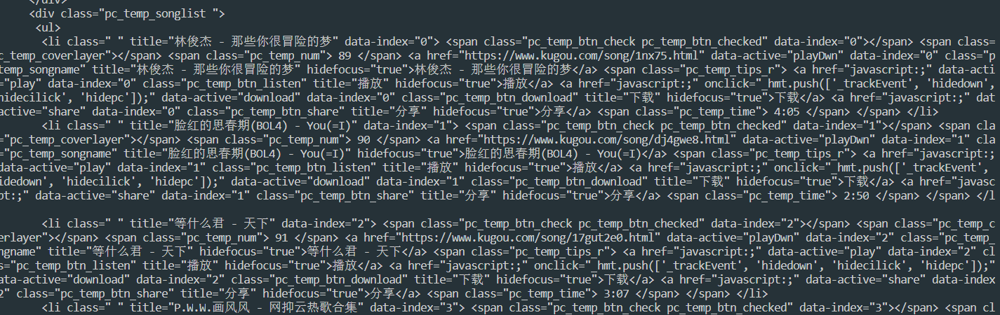 </div>
<div class="pc_temp_songlist ">
<ul>
<li class=" " title="林俊杰 - 那些你很冒险的梦" data-index="0"> <span class="pc_temp_btn_check pc_temp_btn_checked" data-index="0"></span> <span class=
c_temp_coverlayer"></span> <span class="pc_temp_num"> 89 </span> <a href="https://www.kugou.com/song/1nx75.html" data-active="playDwn" data-index="0" class="p
temp_songname" title="林俊杰 - 那些你很冒险的梦" hidefocus="true">林俊杰 - 那些你很冒险的梦</a> <span class="pc_temp_tips_r"> <a href="javascript:;" data-acti
="play" data-index="0" class="pc_temp_btn_listen" title="播放" hidefocus="true">播放</a> <a href="javascript:;" onclick="_hmt.push(['_trackEvent', 'hidedown',
hidecilick', 'hidepc']);" data-active="download" data-index="0" class="pc_temp_btn_download" title="下载" hidefocus="true">下载</a> <a href="javascript:;" dat
active="share" data-index="0" class="pc_temp_btn_share" title="分享" hidefocus="true">分享</a> <span class="pc_temp_time"> 4:05 </span> </span> </li>
<li class=" " title="脸红的思春期(BOL4) - You(=I)" data-index="1"> <span class="pc_temp_btn_check pc_temp_btn_checked" data-index="1"></span> <span cla
="pc_temp_coverlayer"></span> <span class="pc_temp_num"> 90 </span> <a href="https://www.kugou.com/song/dj4gwe8.html" data-active="playDwn" data-index="1" cla
="pc_temp_songname" title="脸红的思春期(BOL4) - You(=I)" hidefocus="true">脸红的思春期(BOL4) - You(=I)</a> <span class="pc_temp_tips_r"> <a href="javascript:;
data-active="play" data-index="1" class="pc_temp_btn_listen" title="播放" hidefocus="true">播放</a> <a href="javascript:;" onclick="_hmt.push(['_trackEvent',
hidedown', 'hidecilick', 'hidepc']);" data-active="download" data-index="1" class="pc_temp_btn_download" title="下载" hidefocus="true">下载</a> <a href="javasc
pt:;" data-active="share" data-index="1" class="pc_temp_btn_share" title="分享" hidefocus="true">分享</a> <span class="pc_temp_time"> 2:50 </span> </span> </l
<li class=" " title="等什么君 - 天下" data-index="2"> <span class="pc_temp_btn_check pc_temp_btn_checked" data-index="2"></span> <span class="pc_temp_c
erlayer"></span> <span class="pc_temp_num"> 91 </span> <a href="https://www.kugou.com/song/17gut2e0.html" data-active="playDwn" data-index="2" class="pc_temp_
ngname" title="等什么君 - 天下" hidefocus="true">等什么君 - 天下</a> <span class="pc_temp_tips_r"> <a href="javascript:;" data-active="play" data-index="2" cl
s="pc_temp_btn_listen" title="播放" hidefocus="true">播放</a> <a href="javascript:;" onclick="_hmt.push(['_trackEvent', 'hidedown', 'hidecilick', 'hidepc']);"
data-active="download" data-index="2" class="pc_temp_btn_download" title="下载" hidefocus="true">下载</a> <a href="javascript:;" data-active="share" data-index
2" class="pc_temp_btn_share" title="分享" hidefocus="true">分享</a> <span class="pc_temp_time"> 3:07 </span> </span> </li>
<li class=" " title="P.W.W.画风风 - 网抑云热歌合集" data-index="3"> <span class="pc_temp_btn_check pc_temp_btn_checked" data-index="3"></span> <span cl